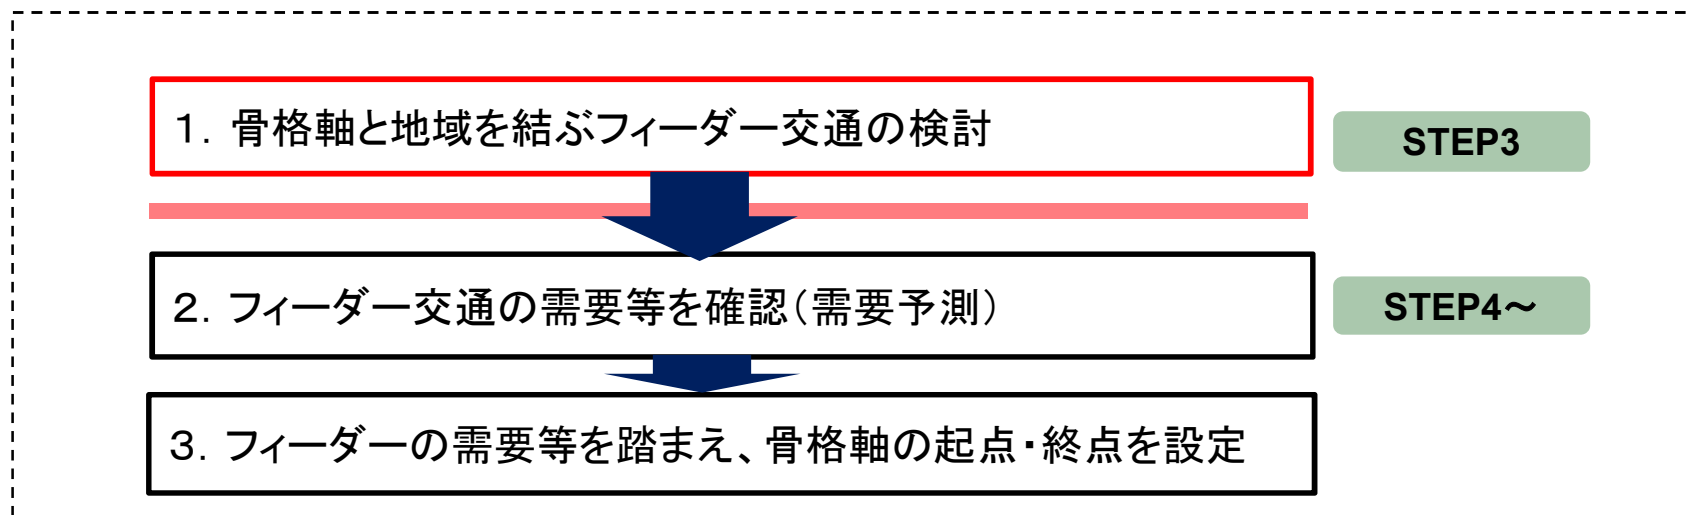 １．骨格軸と地域を結ぶフィーダー交通の検討
STEP3
２．フィーダー交通の需要等を確認（需要予測）
STEP4～
３．フィーダーの需要等を踏まえ、骨格軸の起点・終点を設定